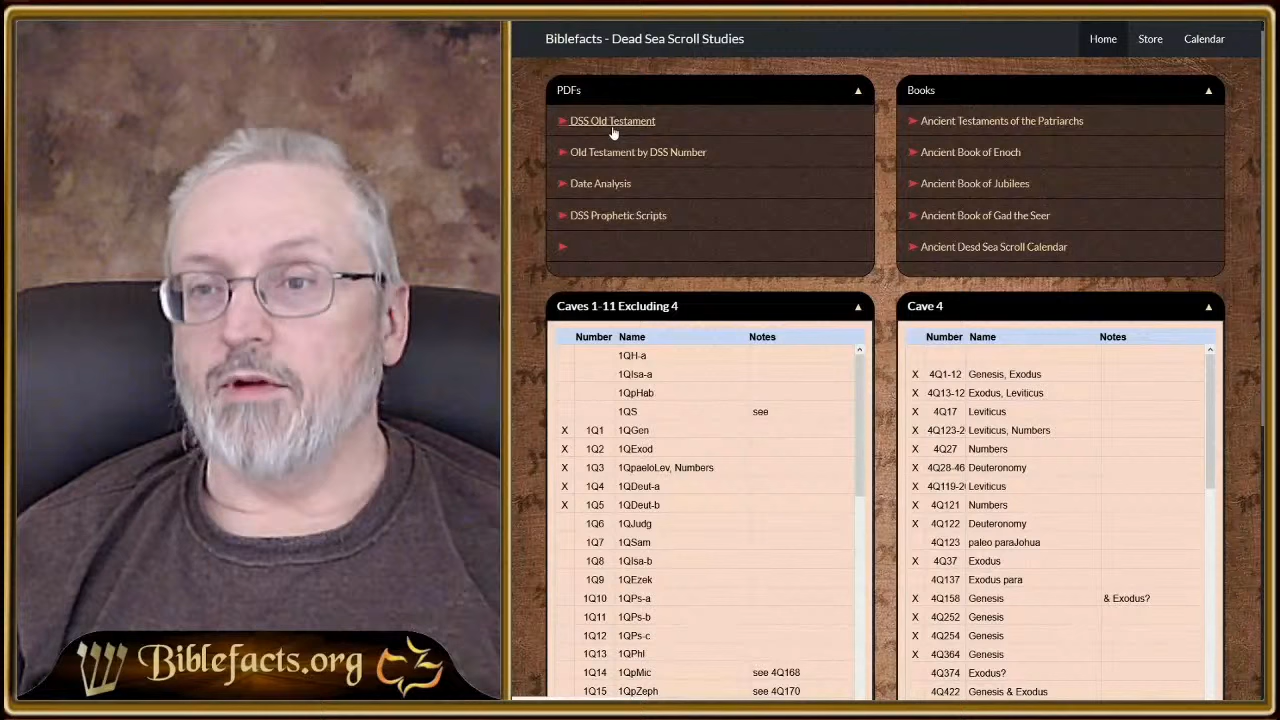 Biblefacts - Dead Sea Scroll Studies
Home Store Calendar
PDFs
DSS Old Testament
Old Testament by DSS Number
Date Analysis
DSS Prophetic Scripts
Books
Ancient Testaments of the Patriarchs
Ancient Book of Enoch
Ancient Book of Jubilees
Ancient Book of Gad the Seer
Ancient Desd Sea Scroll Calendar
Caves 1-11 Excluding 4
Number Name Notes
1QH-a
1QIsa-a
1QpHab
1QS see
X 1Q1 1QGen
X 1Q2 1QExod
X 1Q3 1QpaeloLev, Numbers
X 1Q4 1QDeut-a
X 1Q5 1QDeut-b
1Q6 1QJudg
1Q7 1QSam
1Q8 1QIsa-b
1Q9 1QEzek
1Q10 1QPs-a
1Q11 1QPs-b
1Q12 1QPs-c
1Q13 1QPhl
1Q14 1QpMic see 4Q168
1Q15 1QpZeph see 4Q170
Cave 4
Number Name Notes
X 4Q1-12 Genesis, Exodus
X 4Q13-12 Exodus, Leviticus
X 4Q17 Leviticus
X 4Q123-2 Leviticus, Numbers
X 4Q27 Numbers
X 4Q28-46 Deuteronomy
X 4Q119-2 Leviticus
X 4Q121 Numbers
X 4Q122 Deuteronomy
4Q123 paleo paraJohua
X 4Q37 Exodus
4Q137 Exodus para
X 4Q158 Genesis & Exodus?
X 4Q252 Genesis
X 4Q254 Genesis
X 4Q364 Genesis
4Q374 Exodus?
4Q422 Genesis & Exodus
Biblefacts.org